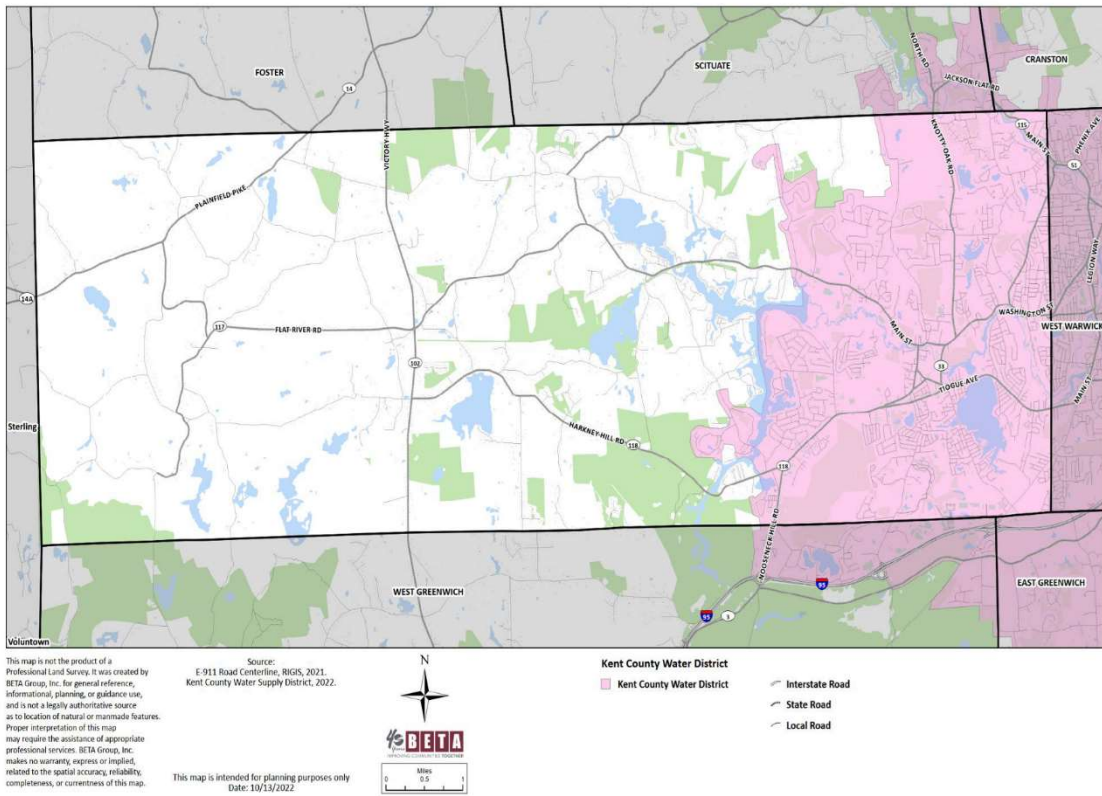 FOSTER
SCITUATE
CRANSTON
NORTH RD
JACKSON FLAT RD
14
VICTORY HWY
KNOTTY OAK RD
115
MAIN ST
PHENIX AVE
51
PLAINFIELD PIKE
LEGION WAY
14A
117
FLAT RIVER RD
WASHINGTON ST
MAIN ST
WEST WARWICK
102
33
TIOGUE AVE
MAIN ST
Sterling
HARKNEY HILL RD
118
118
NOOSENECK HILL RD
WEST GREENWICH
95
EAST GREENWICH
95
3
Voluntown
This map is not the product of a
Professional Land Survey. It was created by
BETA Group, Inc. for general reference,
informational, planning, or guidance use,
and is not a legally authoritative source
as to location of natural or manmade features.
Proper interpretation of this map
may require the assistance of appropriate
professional services. BETA Group, Inc.
makes no warranty, express or implied,
related to the spatial accuracy, reliability,
completeness, or currentness of this map.
Source:
E-911 Road Centerline, RIGIS, 2021.
Kent County Water Supply District, 2022.
This map is intended for planning purposes only
Date: 10/13/2022
N
45 Years BETA
IMPROVING COMMUNITIES TOGETHER
Miles
0 0.5 1
Kent County Water District
Kent County Water District
Interstate Road
State Road
Local Road